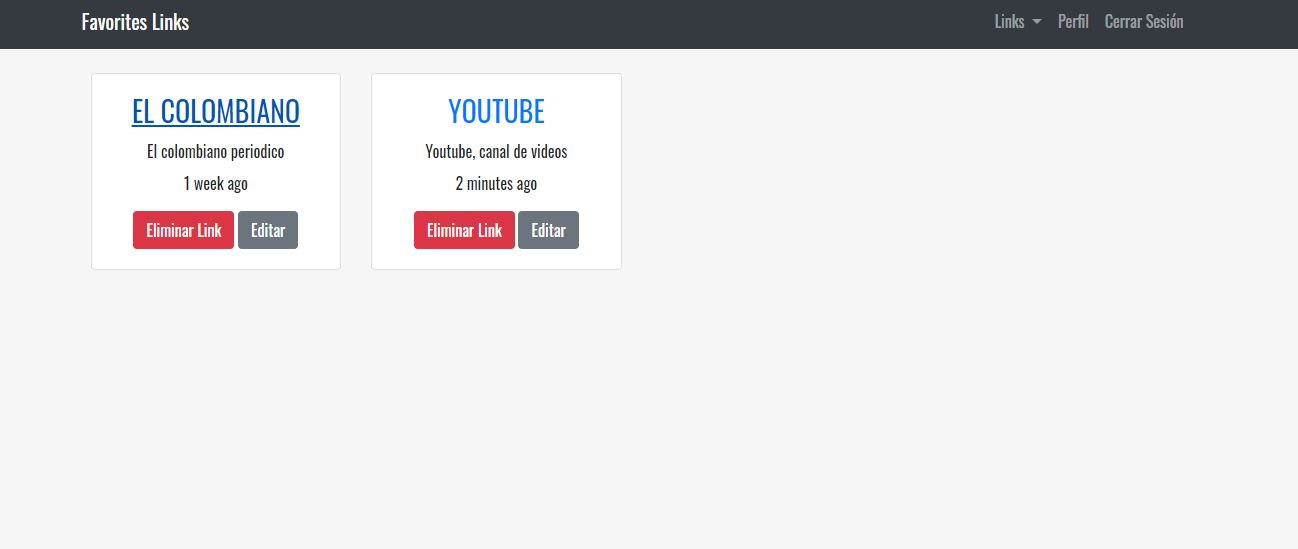 Favorites Links
Links Perfil Cerrar Sesión
EL COLOMBIANO
El colombiano periodico
1 week ago
Eliminar Link Editar
YOUTUBE
Youtube, canal de videos
2 minutes ago
Eliminar Link Editar